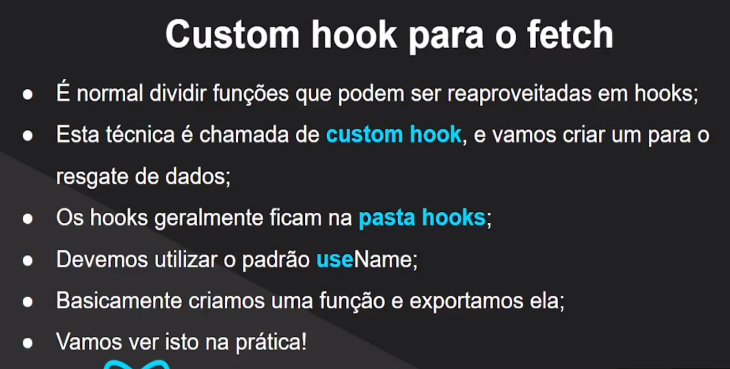 Custom hook para o fetch
● É normal dividir funções que podem ser reaproveitadas em hooks;
● Esta técnica é chamada de custom hook, e vamos criar um para o
resgate de dados;
● Os hooks geralmente ficam na pasta hooks;
● Devemos utilizar o padrão useName;
● Basicamente criamos uma função e exportamos ela;
● Vamos ver isto na prática!